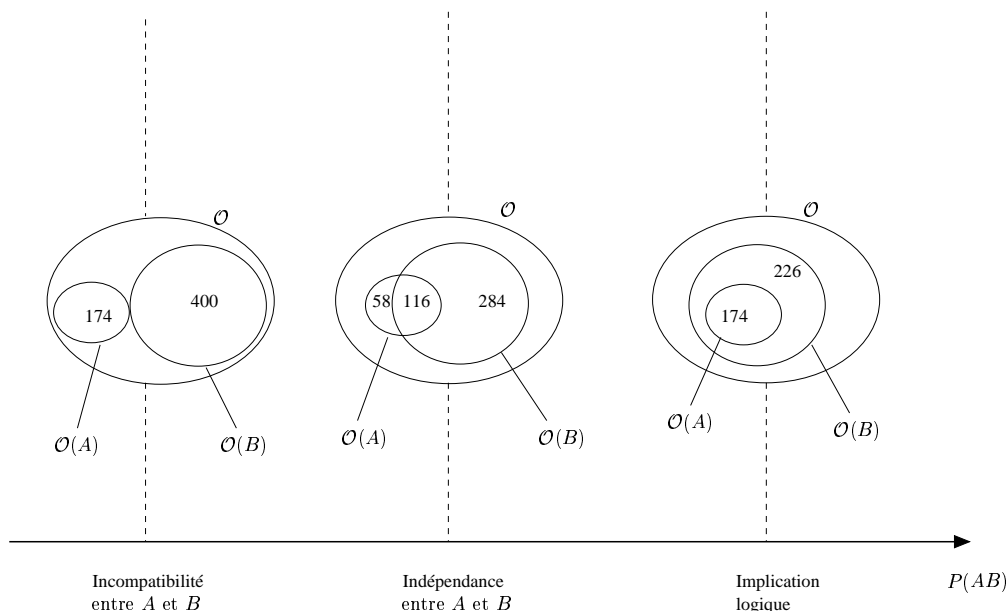 𝒪
𝒪
𝒪
174
400
58
116
284
226
174
𝒪(A)
𝒪(B)
𝒪(A)
𝒪(B)
𝒪(A)
𝒪(B)
Incompatibilité
entre A et B
Indépendance
entre A et B
Implication
logique
P(AB)